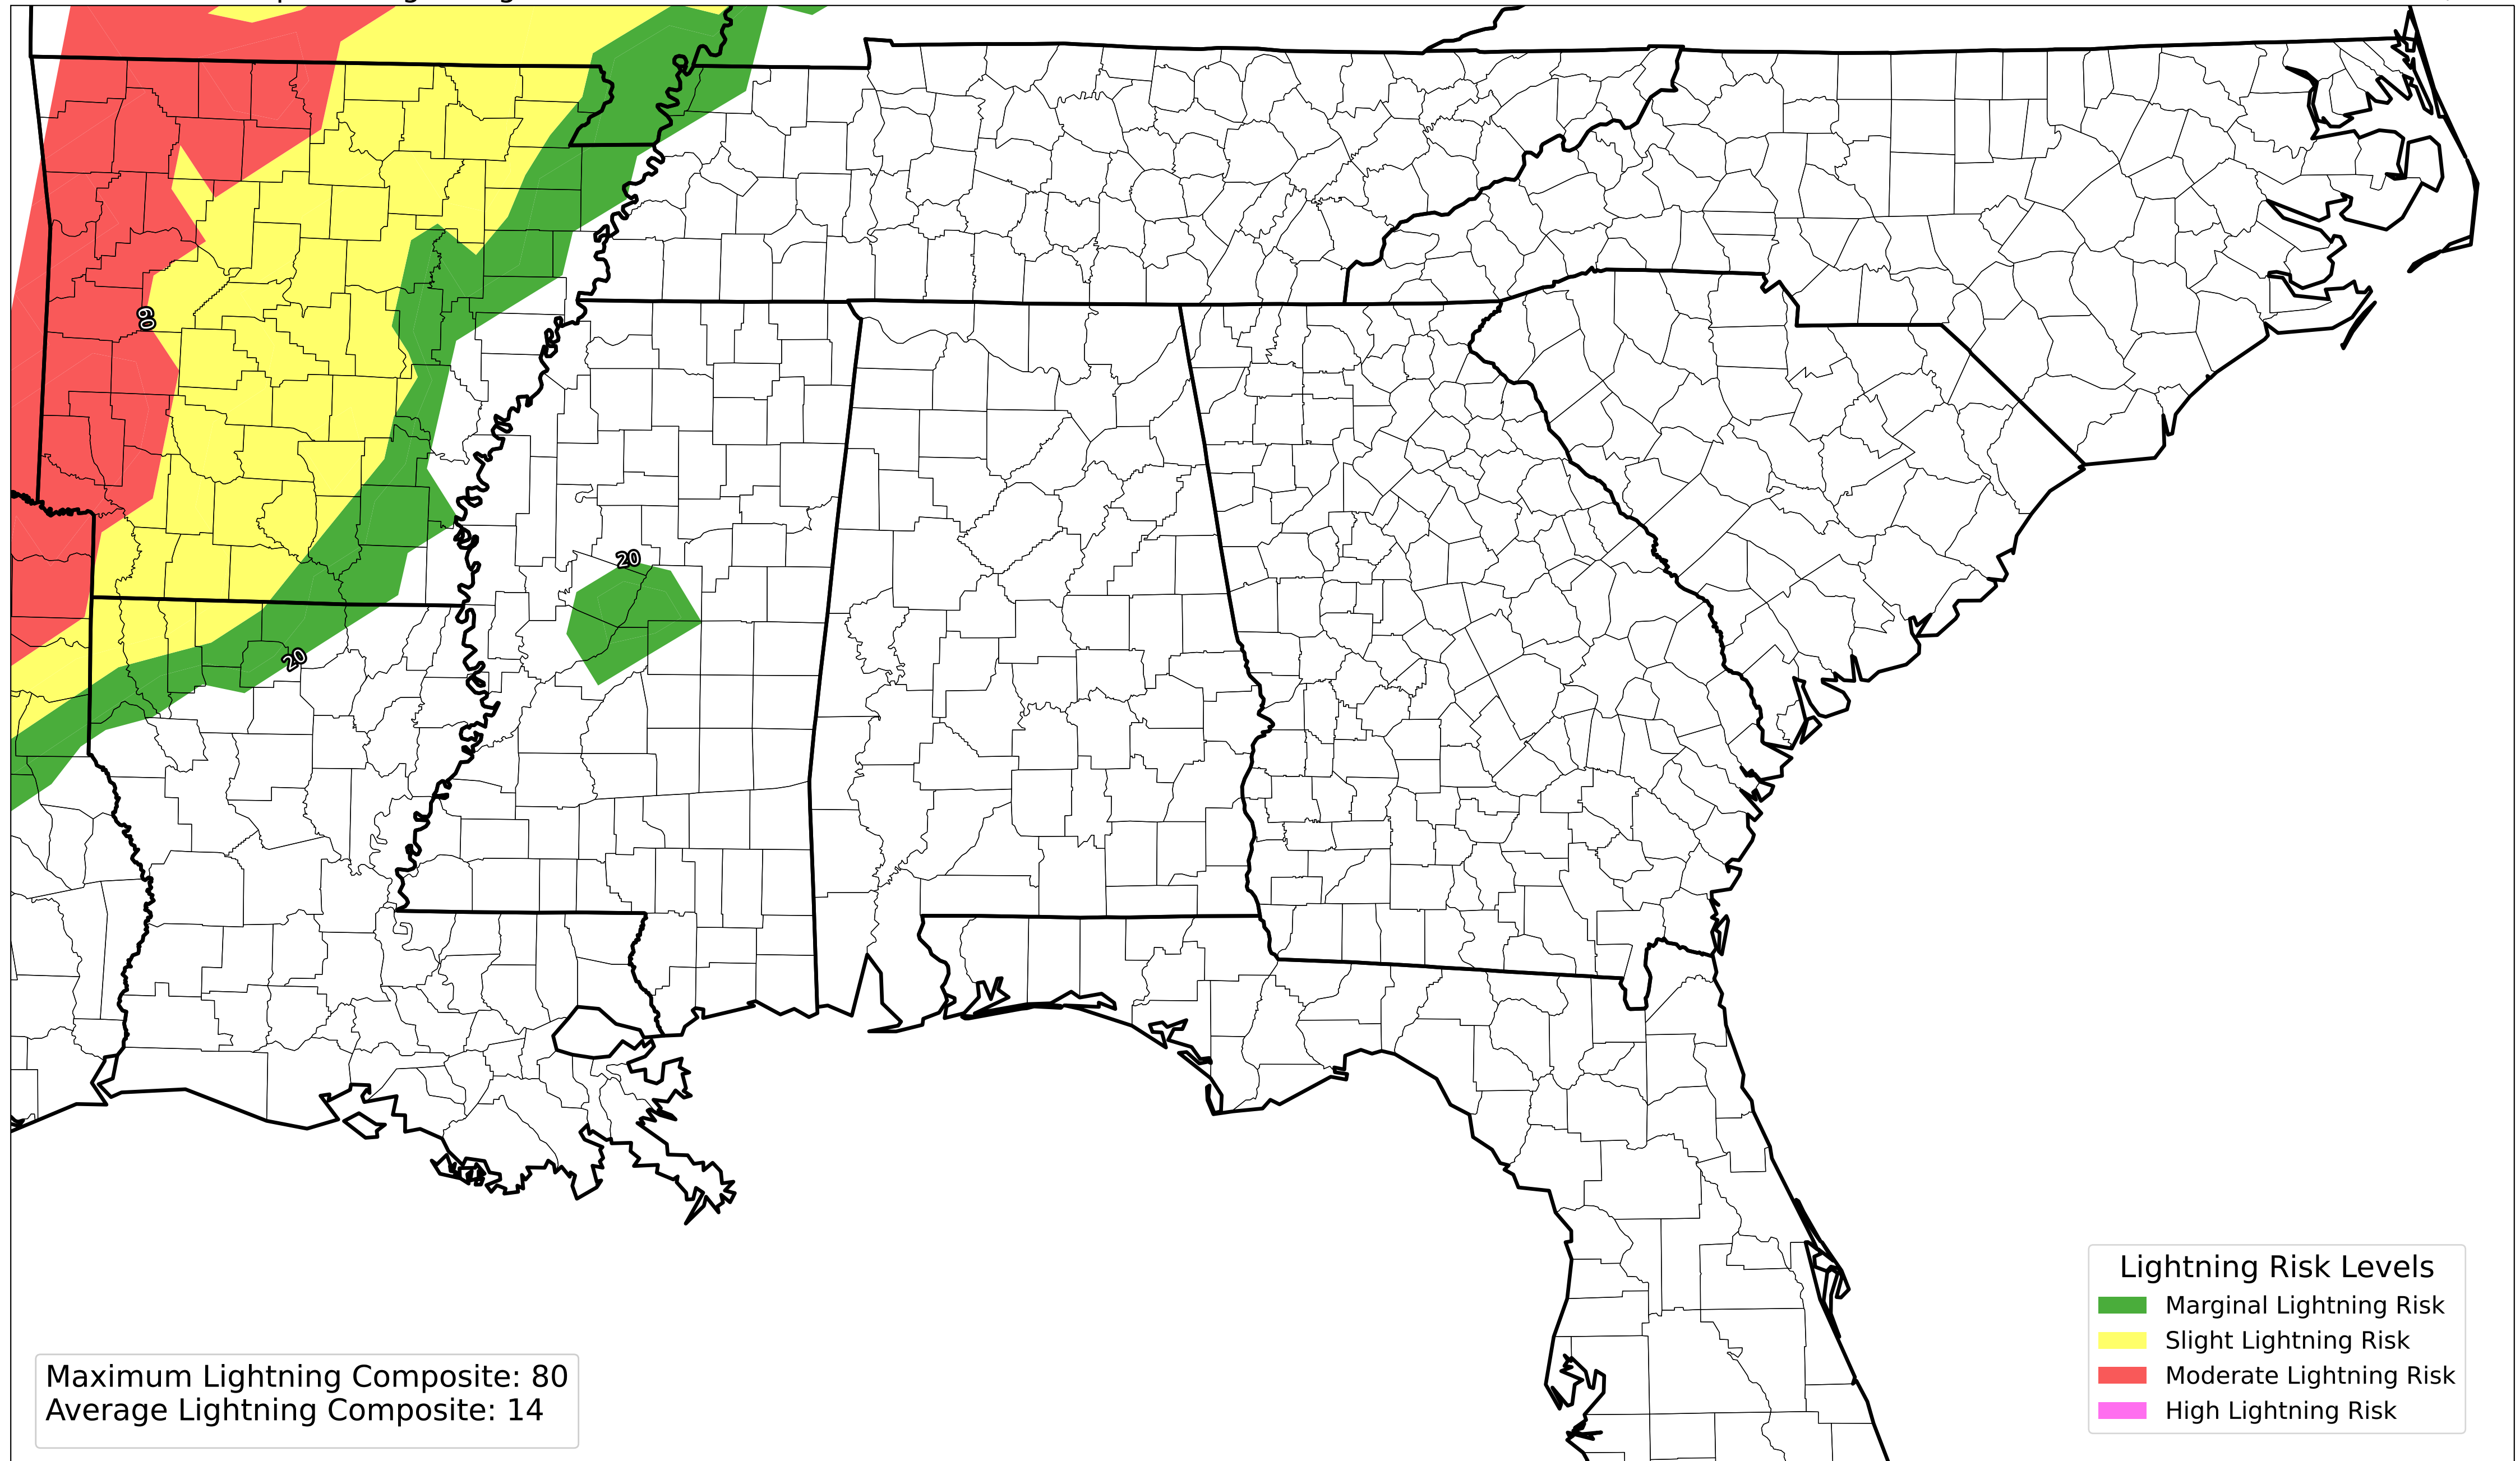 60
20
20
Lightning Risk Levels
Marginal Lightning Risk
Slight Lightning Risk
Moderate Lightning Risk
High Lightning Risk
Maximum Lightning Composite: 80
Average Lightning Composite: 14